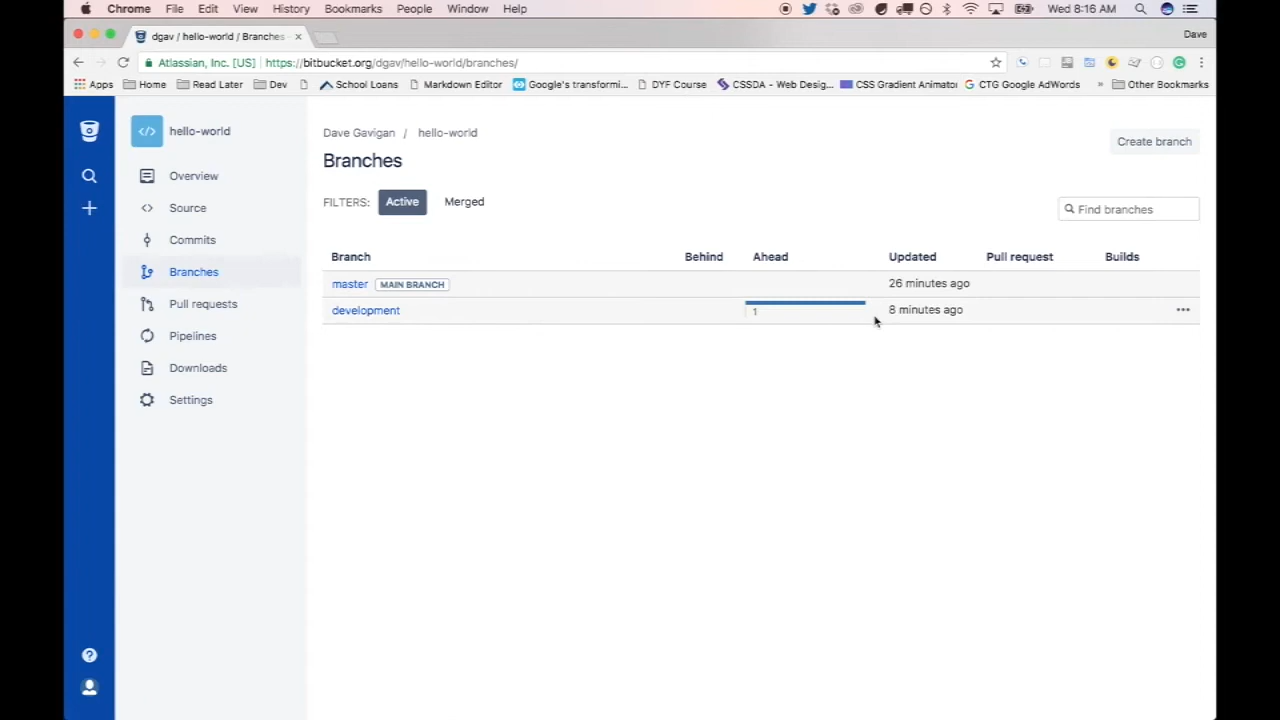 Chrome File Edit View History Bookmarks People Window Help Wed 8:16 AM
dgav / hello-world / Branches Dave
Atlassian, Inc. [US] https://bitbucket.org/dgav/hello-world/branches/
Apps Home Read Later Dev School Loans Markdown Editor Google's transformi... DYF Course CSSDA - Web Desig... CSS Gradient Animator CTG Google AdWords » Other Bookmarks
</> hello-world
Overview
Source
Commits
Branches
Pull requests
Pipelines
Downloads
Settings
Dave Gavigan / hello-world
Branches
Create branch
FILTERS: Active Merged
Find branches
Branch Behind Ahead Updated Pull request Builds
master MAIN BRANCH 26 minutes ago
development 1 8 minutes ago